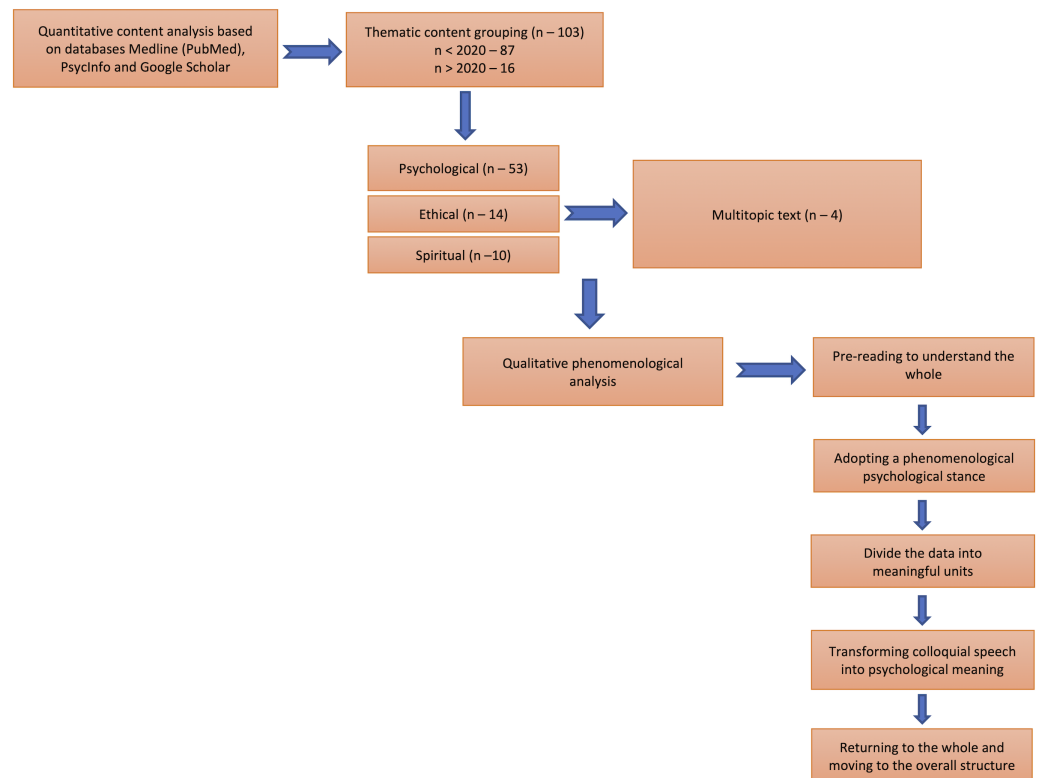 Quantitative content analysis based
on databases Medline (PubMed),
PsycInfo and Google Scholar
Thematic content grouping (n – 103)
n < 2020 – 87
n > 2020 – 16
Psychological (n – 53)
Ethical (n – 14)
Spiritual (n –10)
Multitopic text (n – 4)
Qualitative phenomenological
analysis
Pre-reading to understand the
whole
Adopting a phenomenological
psychological stance
Divide the data into
meaningful units
Transforming colloquial speech
into psychological meaning
Returning to the whole and
moving to the overall structure